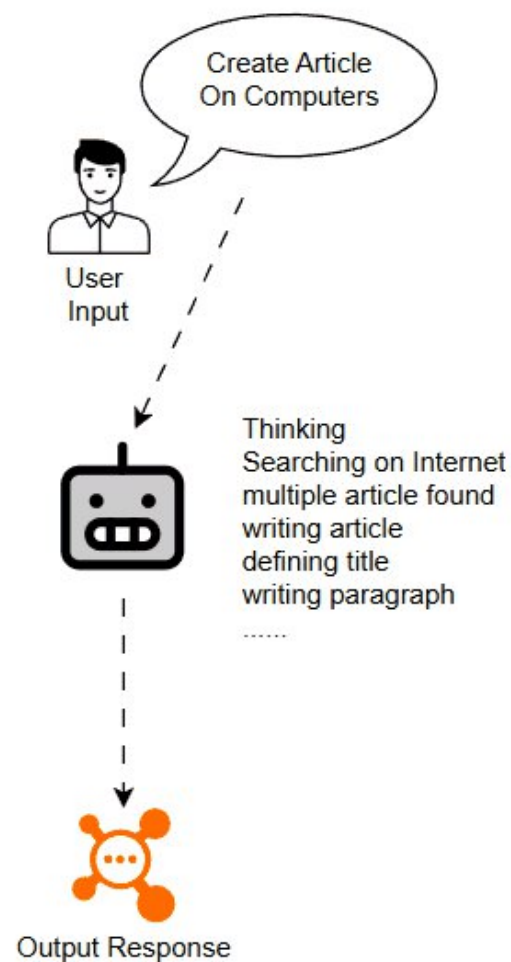 Create Article
On Computers
User
Input
Thinking
Searching on Internet
multiple article found
writing article
defining title
writing paragraph
......
Output Response